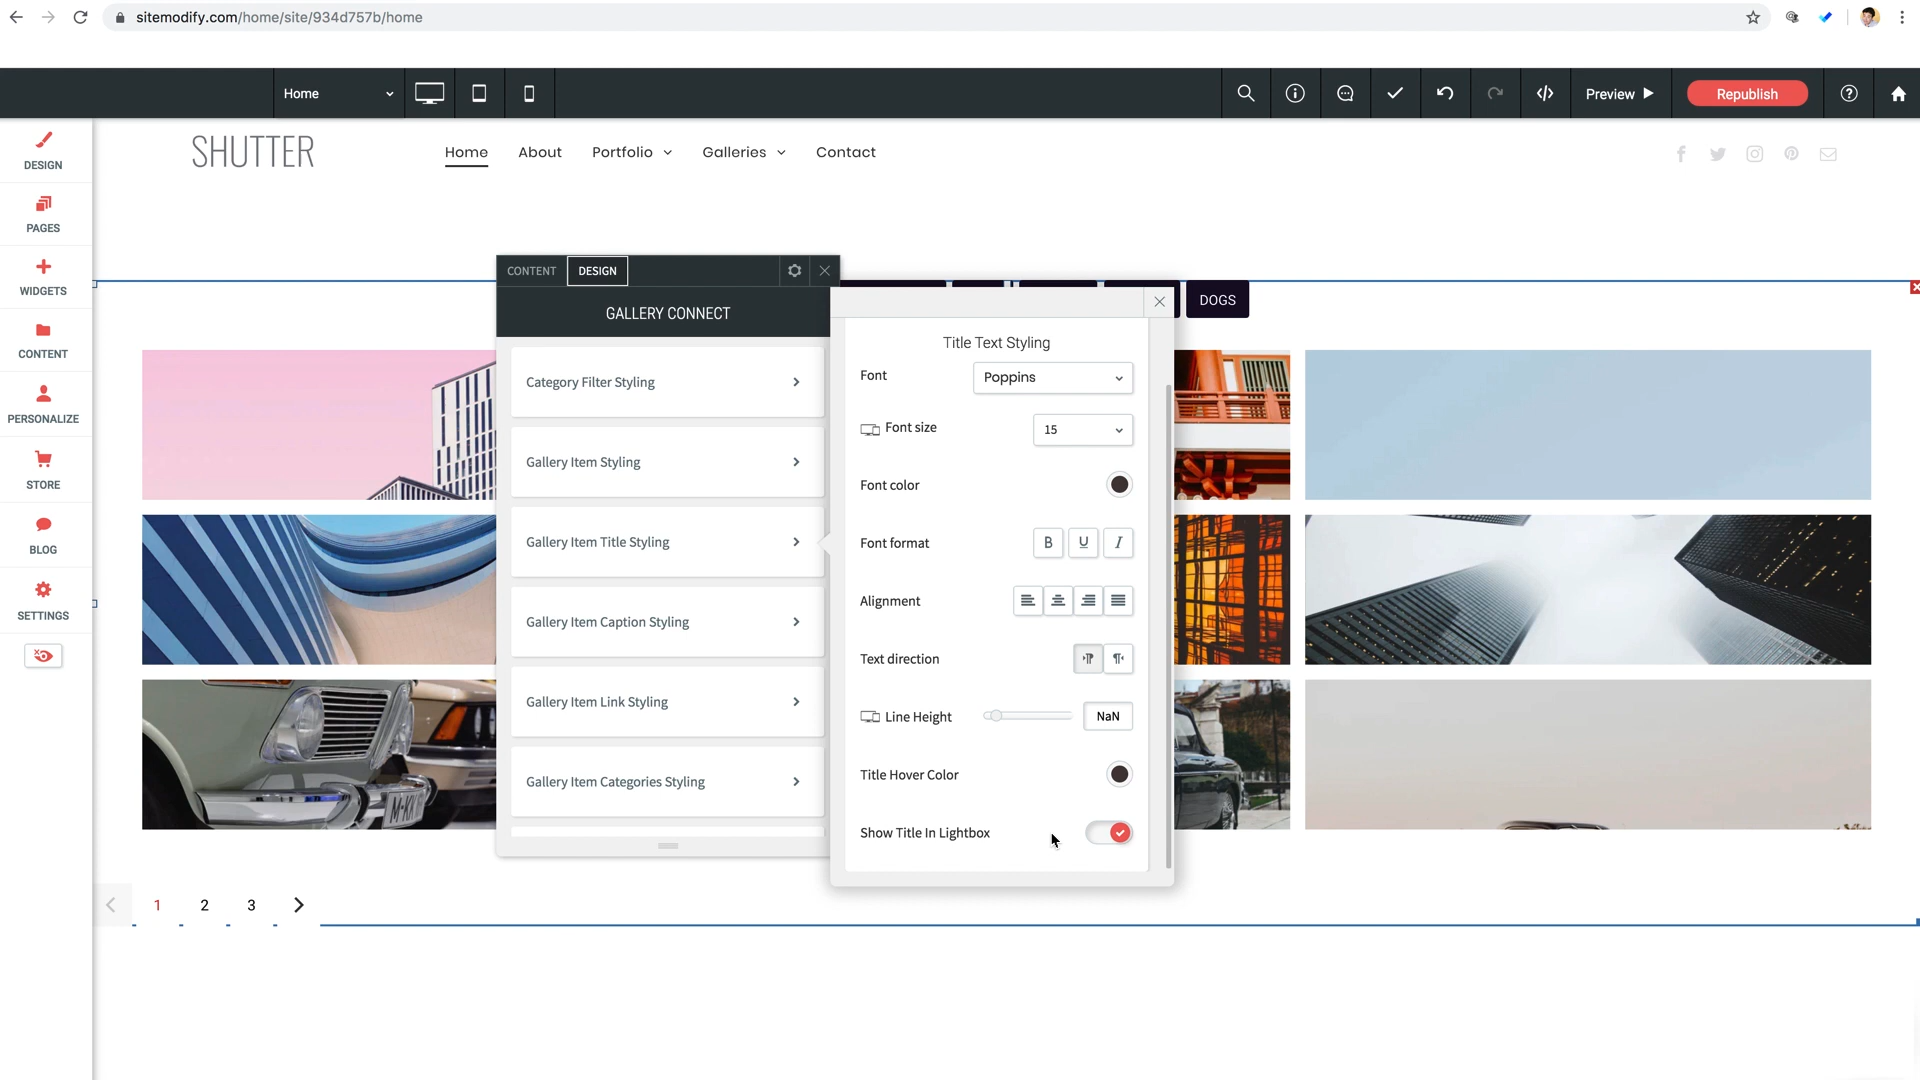 sitemodify.com/home/site/934d757b/home
Home
Preview
Republish
DESIGN
PAGES
WIDGETS
CONTENT
PERSONALIZE
STORE
BLOG
SETTINGS
SHUTTER
Home
About
Portfolio
Galleries
Contact
CONTENT
DESIGN
GALLERY CONNECT
Category Filter Styling
Gallery Item Styling
Gallery Item Title Styling
Gallery Item Caption Styling
Gallery Item Link Styling
Gallery Item Categories Styling
DOGS
Title Text Styling
Font
Poppins
Font size
15
Font color
Font format
B
U
I
Alignment
Text direction
Line Height
NaN
Title Hover Color
Show Title In Lightbox
1
2
3